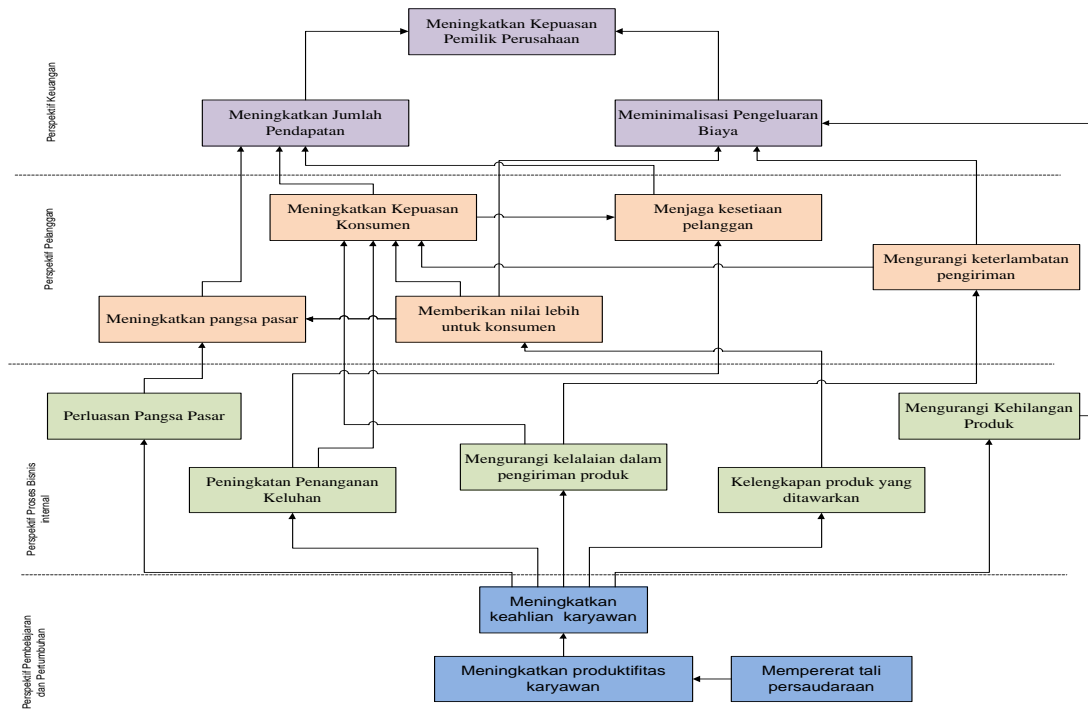 Meningkatkan Kepuasan
Pemilik Perusahaan
Perspektif Keuangan
Meningkatkan Jumlah
Pendapatan
Meminimalisasi Pengeluaran
Biaya
Perspektif Pelanggan
Meningkatkan Kepuasan
Konsumen
Menjaga kesetiaan
pelanggan
Mengurangi keterlambatan
pengiriman
Meningkatkan pangsa pasar
Memberikan nilai lebih
untuk konsumen
Perspektif Proses Bisnis
internal
Perluasan Pangsa Pasar
Mengurangi Kehilangan
Produk
Peningkatan Penanganan
Keluhan
Mengurangi kelalaian dalam
pengiriman produk
Kelengkapan produk yang
ditawarkan
Perspektif Pembelajaran
dan Pertumbuhan
Meningkatkan
keahlian karyawan
Meningkatkan produktifitas
karyawan
Mempererat tali
persaudaraan